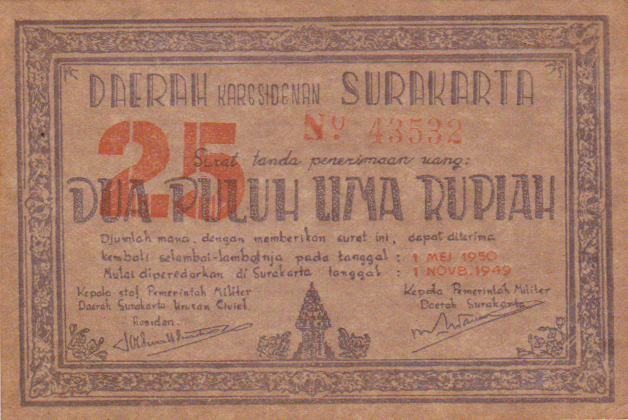 DAERAH KARESIDENAN SURAKARTA
25
No 43532
Surat tanda penerimaan uang:
DUA PULUH LIMA RUPIAH
Djumlah mana, dengan memberikan surat ini, dapat diterima
kembali selambat-lambatnja pada tanggal : 1 MEI 1950
Mulai diperedarkan di Surakarta tanggal : 1 NOVB. 1949
Kepala staf Pemerintah Militer
Daerah Surakarta Urusan Civiel.
Residen.
Kepala Pemerintah Militer
Daerah Surakarta